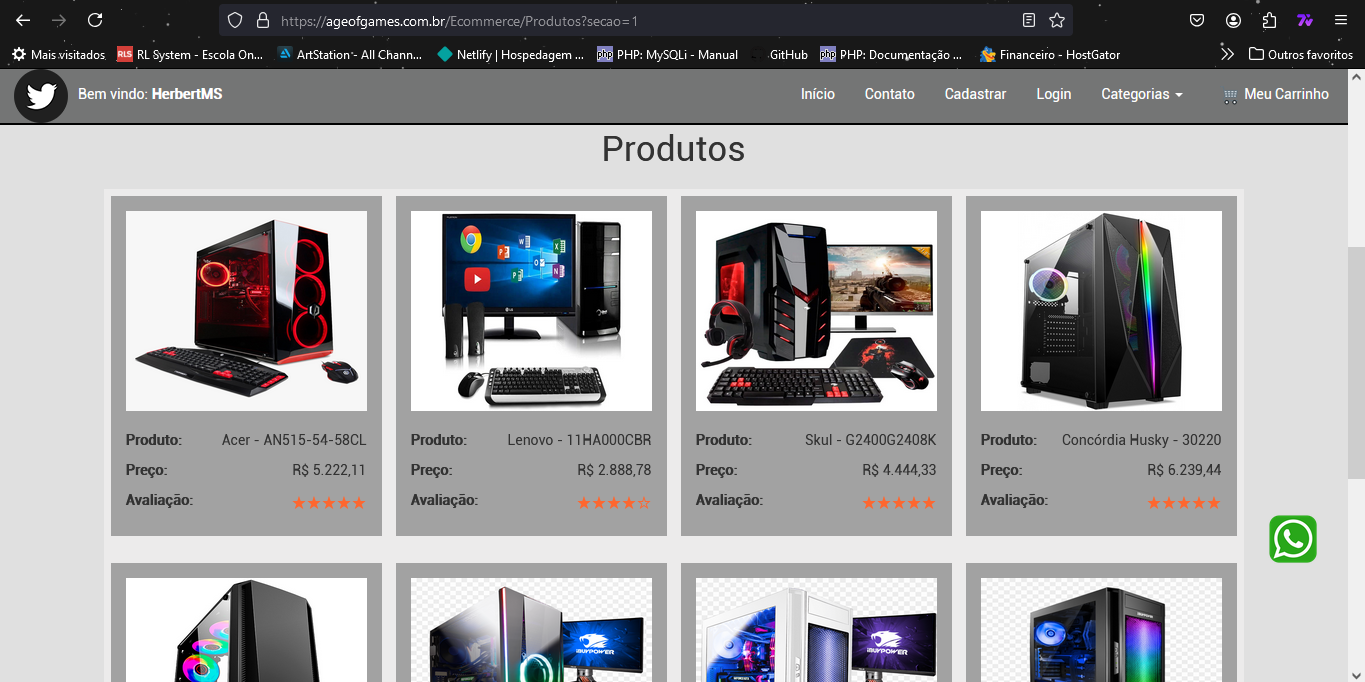 https://ageofgames.com.br/Ecommerce/Produtos?secao=1
Mais visitados RLS RL System - Escola On... ArtStation - All Chann... Netlify | Hospedagem ... php PHP: MySQLi - Manual GitHub php PHP: Documentação ... Financeiro - HostGator Outros favoritos
Bem vindo: HerbertMS Início Contato Cadastrar Login Categorias Meu Carrinho
Produtos
Produto: Acer - AN515-54-58CL
Preço: R$ 5.222,11
Avaliação: ★★★★★
Produto: Lenovo - 11HA000CBR
Preço: R$ 2.888,78
Avaliação: ★★★★☆
Produto: Skul - G2400G2408K
Preço: R$ 4.444,33
Avaliação: ★★★★★
Produto: Concórdia Husky - 30220
Preço: R$ 6.239,44
Avaliação: ★★★★★
iBUYPOWER
iBUYPOWER